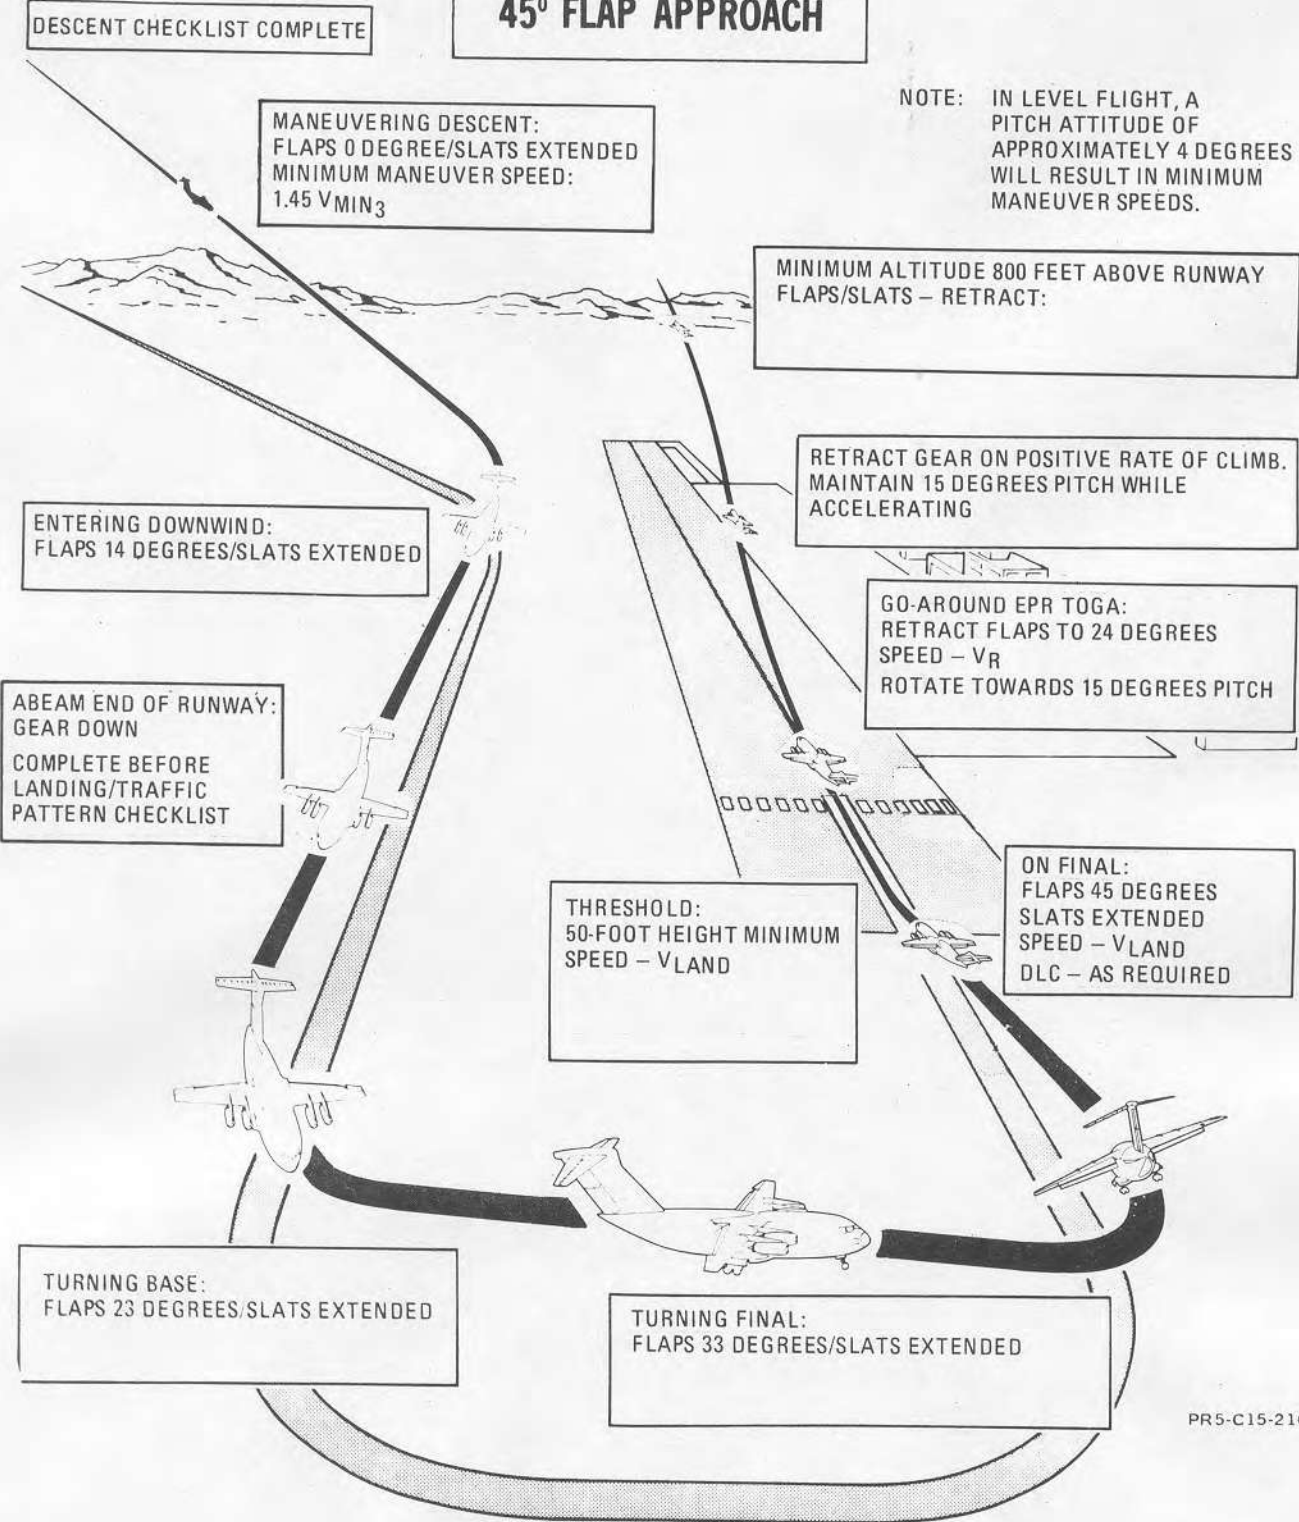 45° FLAP APPROACH
DESCENT CHECKLIST COMPLETE
NOTE: IN LEVEL FLIGHT, A
PITCH ATTITUDE OF
APPROXIMATELY 4 DEGREES
WILL RESULT IN MINIMUM
MANEUVER SPEEDS.
MANEUVERING DESCENT:
FLAPS 0 DEGREE/SLATS EXTENDED
MINIMUM MANEUVER SPEED:
1.45 VMIN3
MINIMUM ALTITUDE 800 FEET ABOVE RUNWAY
FLAPS/SLATS – RETRACT:
RETRACT GEAR ON POSITIVE RATE OF CLIMB.
MAINTAIN 15 DEGREES PITCH WHILE
ACCELERATING
ENTERING DOWNWIND:
FLAPS 14 DEGREES/SLATS EXTENDED
GO-AROUND EPR TOGA:
RETRACT FLAPS TO 24 DEGREES
SPEED – VR
ROTATE TOWARDS 15 DEGREES PITCH
ABEAM END OF RUNWAY:
GEAR DOWN
COMPLETE BEFORE
LANDING/TRAFFIC
PATTERN CHECKLIST
ON FINAL:
FLAPS 45 DEGREES
SLATS EXTENDED
SPEED – VLAND
DLC – AS REQUIRED
THRESHOLD:
50-FOOT HEIGHT MINIMUM
SPEED – VLAND
TURNING BASE:
FLAPS 23 DEGREES/SLATS EXTENDED
TURNING FINAL:
FLAPS 33 DEGREES/SLATS EXTENDED